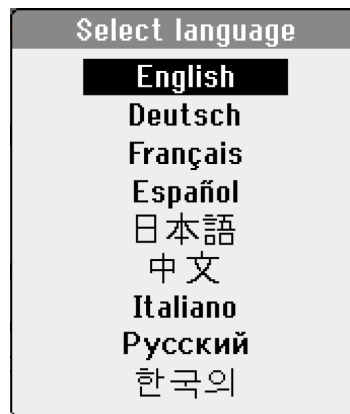 Select language
English
Deutsch
Français
Español
日本語
中文
Italiano
Русский
한국의